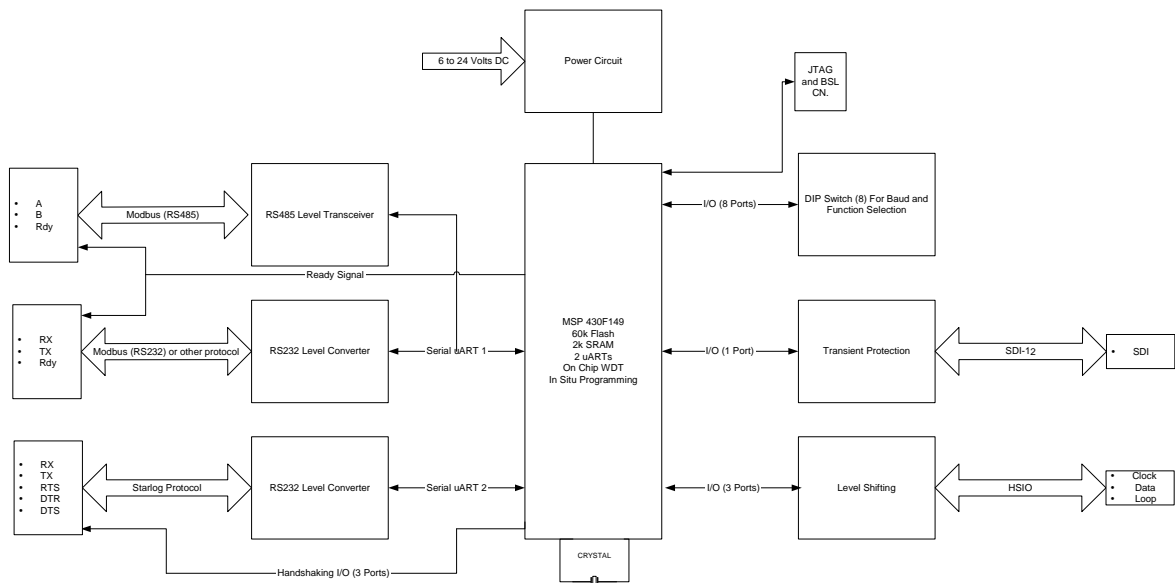 6 to 24 Volts DC
Power Circuit
JTAG
and BSL
CN.
• A
• B
• Rdy
Modbus (RS485)
RS485 Level Transceiver
I/O (8 Ports)
DIP Switch (8) For Baud and
Function Selection
Ready Signal
• RX
• TX
• Rdy
Modbus (RS232) or other protocol
RS232 Level Converter
Serial uART 1
MSP 430F149
60k Flash
2k SRAM
2 uARTs
On Chip WDT
In Situ Programming
I/O (1 Port)
Transient Protection
SDI-12
• SDI
• RX
• TX
• RTS
• DTR
• DTS
Starlog Protocol
RS232 Level Converter
Serial uART 2
I/O (3 Ports)
Level Shifting
HSIO
• Clock
• Data
• Loop
CRYSTAL
Handshaking I/O (3 Ports)